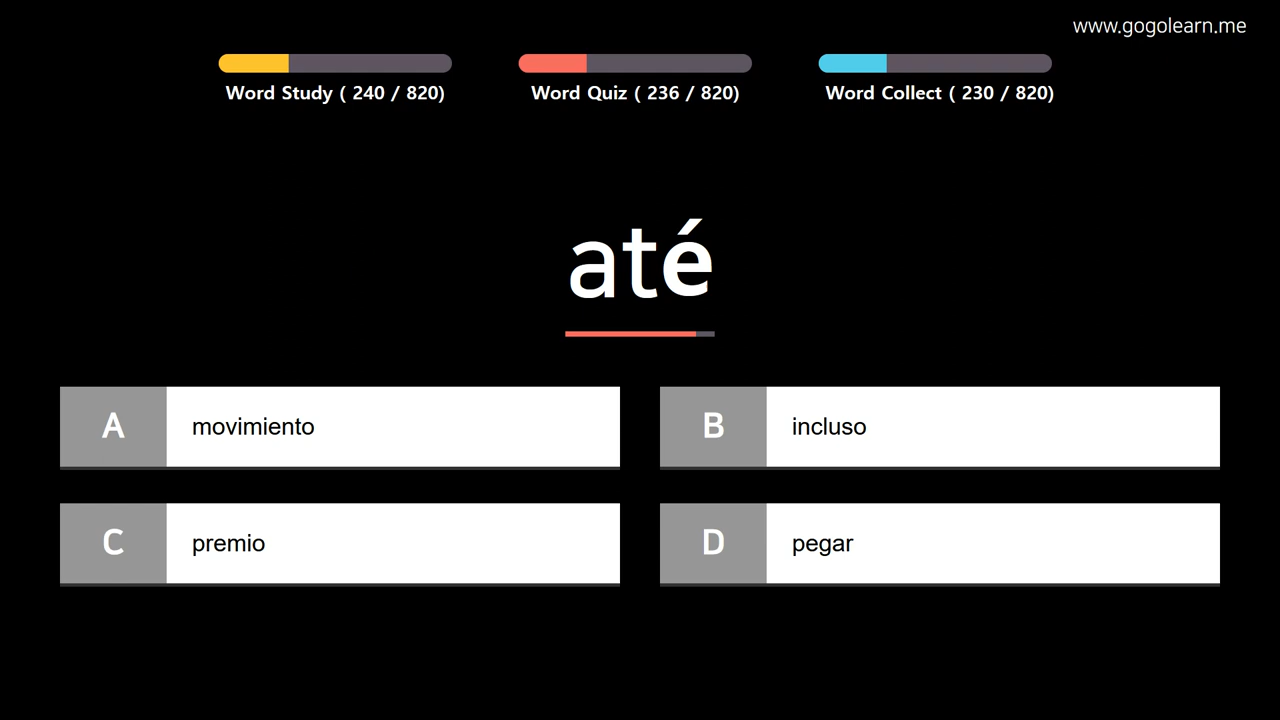 www.gogolearn.me
Word Study ( 240 / 820)
Word Quiz ( 236 / 820)
Word Collect ( 230 / 820)
até
A movimiento
B incluso
C premio
D pegar